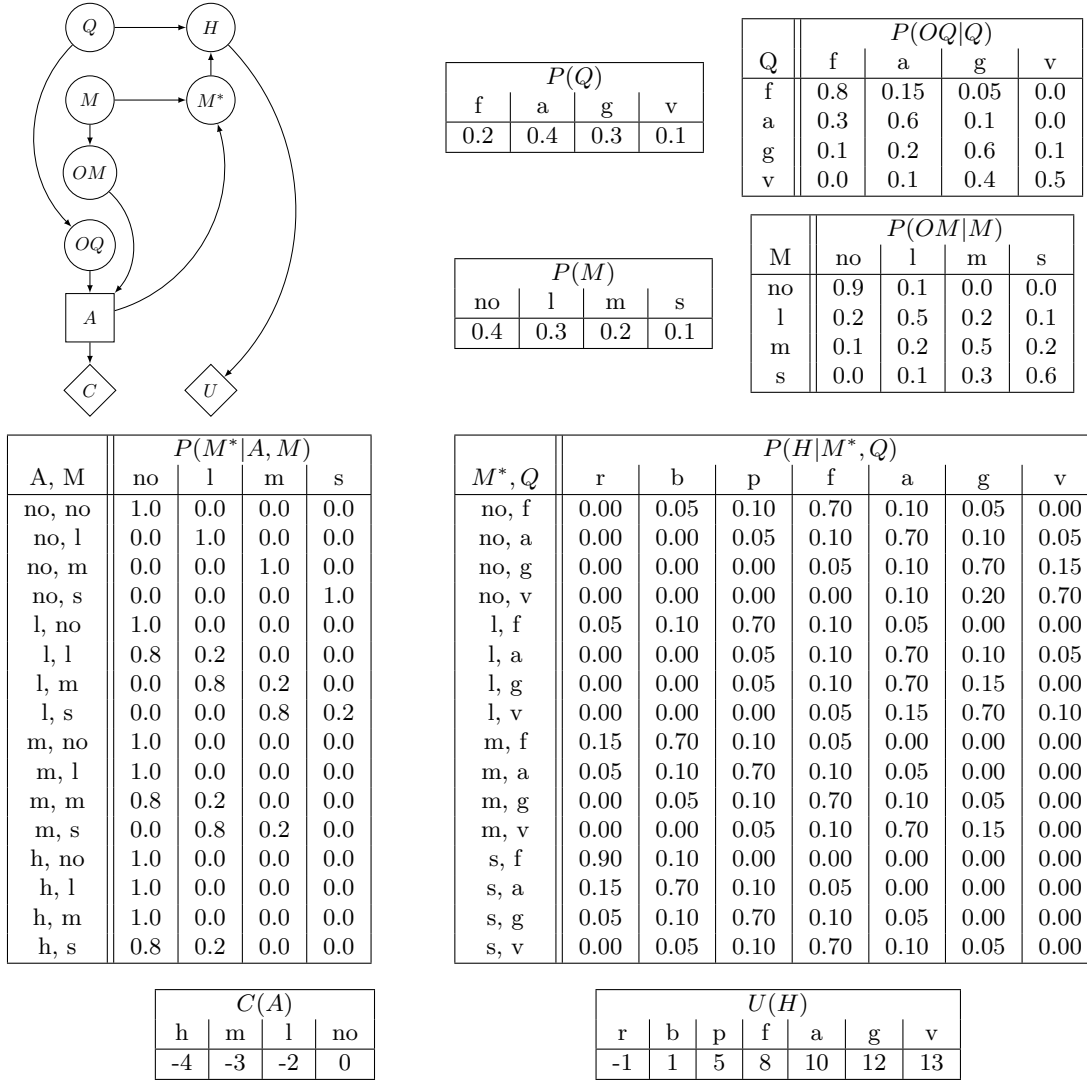 Q H
M M*
OM
OQ
A
C U
P(Q)
f a g v
0.2 0.4 0.3 0.1
P(OQ|Q)
Q f a g v
f 0.8 0.15 0.05 0.0
a 0.3 0.6 0.1 0.0
g 0.1 0.2 0.6 0.1
v 0.0 0.1 0.4 0.5
P(M)
no l m s
0.4 0.3 0.2 0.1
P(OM|M)
M no l m s
no 0.9 0.1 0.0 0.0
l 0.2 0.5 0.2 0.1
m 0.1 0.2 0.5 0.2
s 0.0 0.1 0.3 0.6
P(M*|A, M)
A, M no l m s
no, no 1.0 0.0 0.0 0.0
no, l 0.0 1.0 0.0 0.0
no, m 0.0 0.0 1.0 0.0
no, s 0.0 0.0 0.0 1.0
l, no 1.0 0.0 0.0 0.0
l, l 0.8 0.2 0.0 0.0
l, m 0.0 0.8 0.2 0.0
l, s 0.0 0.0 0.8 0.2
m, no 1.0 0.0 0.0 0.0
m, l 1.0 0.0 0.0 0.0
m, m 0.8 0.2 0.0 0.0
m, s 0.0 0.8 0.2 0.0
h, no 1.0 0.0 0.0 0.0
h, l 1.0 0.0 0.0 0.0
h, m 1.0 0.0 0.0 0.0
h, s 0.8 0.2 0.0 0.0
P(H|M*, Q)
M*, Q r b p f a g v
no, f 0.00 0.05 0.10 0.70 0.10 0.05 0.00
no, a 0.00 0.00 0.05 0.10 0.70 0.10 0.05
no, g 0.00 0.00 0.00 0.05 0.10 0.70 0.15
no, v 0.00 0.00 0.00 0.00 0.10 0.20 0.70
l, f 0.05 0.10 0.70 0.10 0.05 0.00 0.00
l, a 0.00 0.00 0.05 0.10 0.70 0.10 0.05
l, g 0.00 0.00 0.05 0.10 0.70 0.15 0.00
l, v 0.00 0.00 0.00 0.05 0.15 0.70 0.10
m, f 0.15 0.70 0.10 0.05 0.00 0.00 0.00
m, a 0.05 0.10 0.70 0.10 0.05 0.00 0.00
m, g 0.00 0.05 0.10 0.70 0.10 0.05 0.00
m, v 0.00 0.00 0.05 0.10 0.70 0.15 0.00
s, f 0.90 0.10 0.00 0.00 0.00 0.00 0.00
s, a 0.15 0.70 0.10 0.05 0.00 0.00 0.00
s, g 0.05 0.10 0.70 0.10 0.05 0.00 0.00
s, v 0.00 0.05 0.10 0.70 0.10 0.05 0.00
C(A)
h m l no
-4 -3 -2 0
U(H)
r b p f a g v
-1 1 5 8 10 12 13